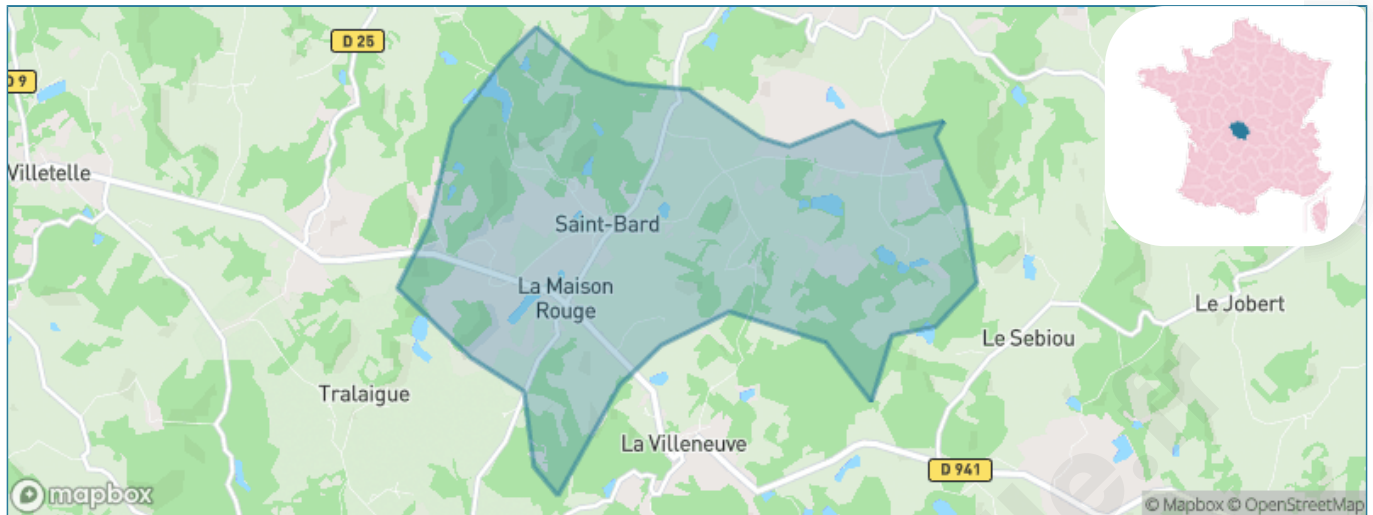 D 25
D 9
Villetelle
Saint-Bard
La Maison
Rouge
Le Jobert
Le Sebiou
Tralaigue
La Villeneuve
D 941
mapbox
© Mapbox © OpenStreetMap